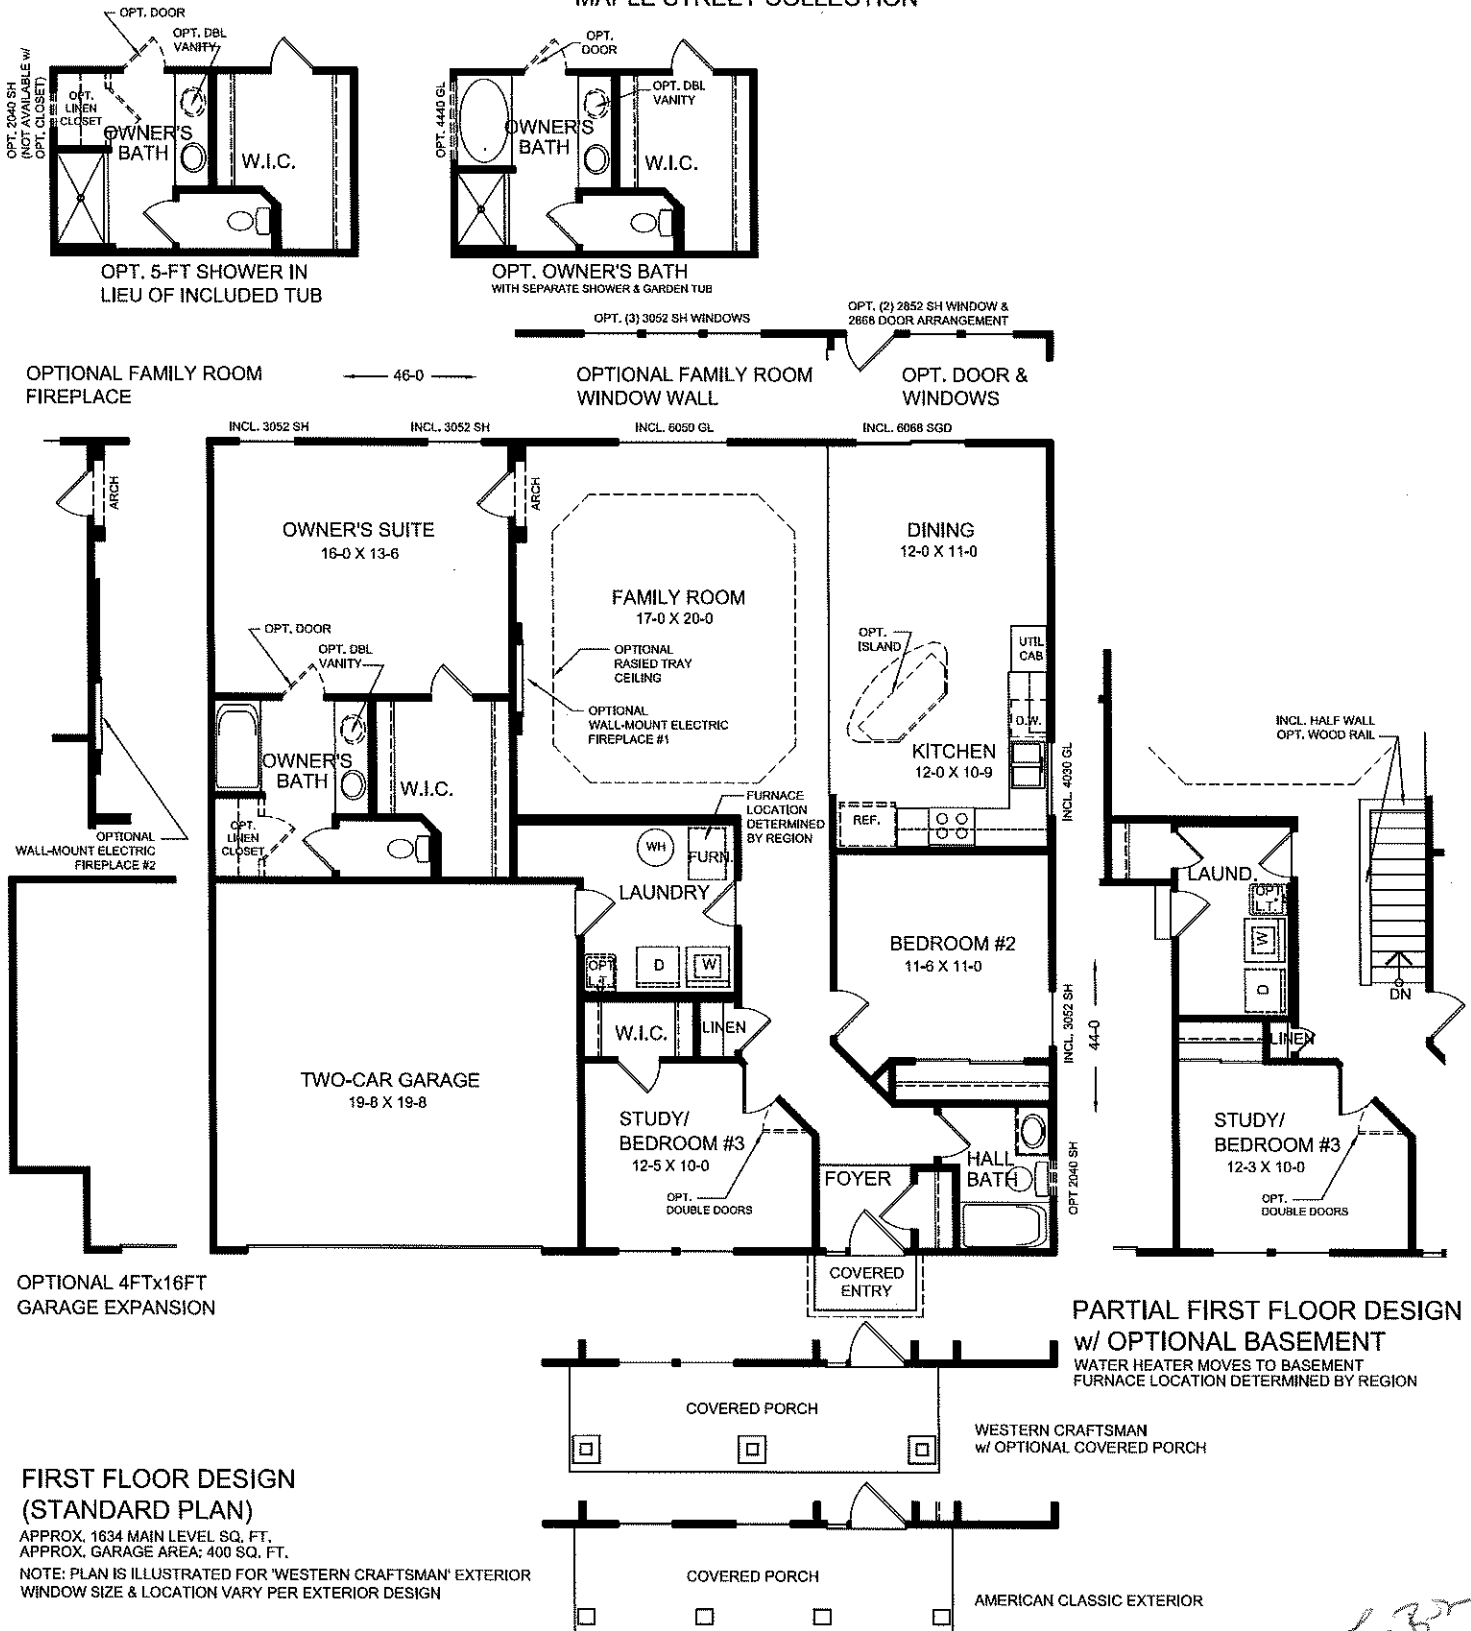 MAPLE STREET COLLECTION
OPT. DOOR
OPT. DBL
VANITY
OPT. 2040 SH
(NOT AVAILABLE w/
OPT. CLOSET)
OPT.
LINEN
CLOSET
OWNER'S
BATH
W.I.C.
OPT. 5-FT SHOWER IN
LIEU OF INCLUDED TUB
OPT.
DOOR
OPT. DBL
VANITY
OPT. 4440 GL
OWNER'S
BATH
W.I.C.
OPT. OWNER'S BATH
WITH SEPARATE SHOWER & GARDEN TUB
OPT. (3) 3052 SH WINDOWS
OPT. (2) 2852 SH WINDOW &
2868 DOOR ARRANGEMENT
OPTIONAL FAMILY ROOM
FIREPLACE
46-0
OPTIONAL FAMILY ROOM
WINDOW WALL
OPT. DOOR &
WINDOWS
INCL. 3052 SH
INCL. 3052 SH
INCL. 6050 GL
INCL. 6068 SGD
ARCH
ARCH
OWNER'S SUITE
16-0 X 13-6
DINING
12-0 X 11-0
FAMILY ROOM
17-0 X 20-0
OPT. DOOR
OPT. DBL
VANITY
OPTIONAL
RASIED TRAY
CEILING
OPTIONAL
WALL-MOUNT ELECTRIC
FIREPLACE #1
OPT.
ISLAND
UTIL
CAB
D.W.
KITCHEN
12-0 X 10-9
INCL. 4030 GL
REF.
OWNER'S
BATH
W.I.C.
OPT.
LINEN
CLOSET
OPTIONAL
WALL-MOUNT ELECTRIC
FIREPLACE #2
FURNACE
LOCATION
DETERMINED
BY REGION
WH
FURN.
LAUNDRY
OPT
L.T.
D
W
BEDROOM #2
11-6 X 11-0
INCL. 3052 SH
44-0
W.I.C.
LINEN
TWO-CAR GARAGE
19-8 X 19-8
STUDY/
BEDROOM #3
12-5 X 10-0
OPT.
DOUBLE DOORS
FOYER
HALL
BATH
OPT 2040 SH
COVERED
ENTRY
INCL. HALF WALL
OPT. WOOD RAIL
LAUND.
OPT
L.T.
W
D
DN
LINEN
STUDY/
BEDROOM #3
12-3 X 10-0
OPT.
DOUBLE DOORS
OPTIONAL 4FTx16FT
GARAGE EXPANSION
PARTIAL FIRST FLOOR DESIGN
w/ OPTIONAL BASEMENT
WATER HEATER MOVES TO BASEMENT
FURNACE LOCATION DETERMINED BY REGION
COVERED PORCH
WESTERN CRAFTSMAN
w/ OPTIONAL COVERED PORCH
FIRST FLOOR DESIGN
(STANDARD PLAN)
APPROX. 1634 MAIN LEVEL SQ. FT.
APPROX. GARAGE AREA: 400 SQ. FT.
NOTE: PLAN IS ILLUSTRATED FOR 'WESTERN CRAFTSMAN' EXTERIOR
WINDOW SIZE & LOCATION VARY PER EXTERIOR DESIGN
COVERED PORCH
AMERICAN CLASSIC EXTERIOR